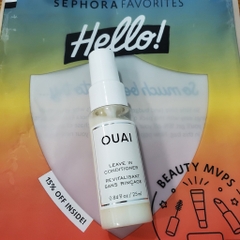 SEPHORA FAVORITES
Hello!
OUAI
LEAVE IN
CONDITIONER
REVITALISANT
SANS RINÇAGE
0.84 fl oz / 25 ml
15% OFF INSIDE!
BEAUTY MVPS